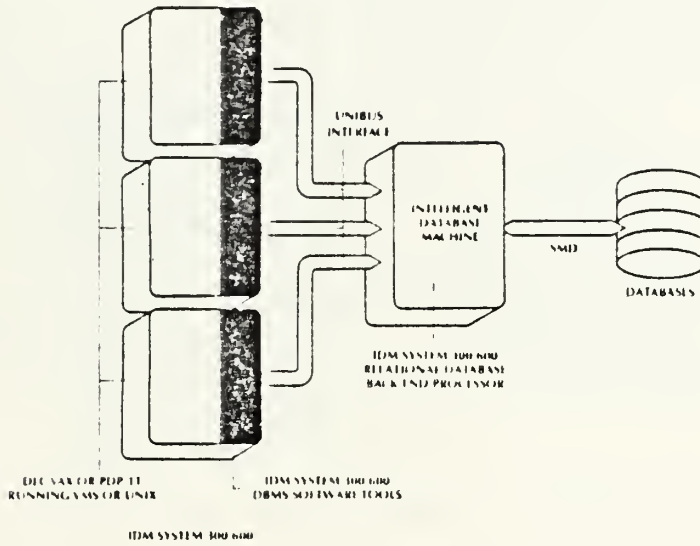 UNIBUS
INTERFACE
INTELLIGENT
DATABASE
MACHINE
SMD
DATABASES
IDM SYSTEM 300/600
RELATIONAL DATABASE
BACK END PROCESSOR
DEC VAX OR PDP 11
RUNNING VMS OR UNIX
IDM SYSTEM 300/600
DBMS SOFTWARE TOOLS
IDM SYSTEM 300/600